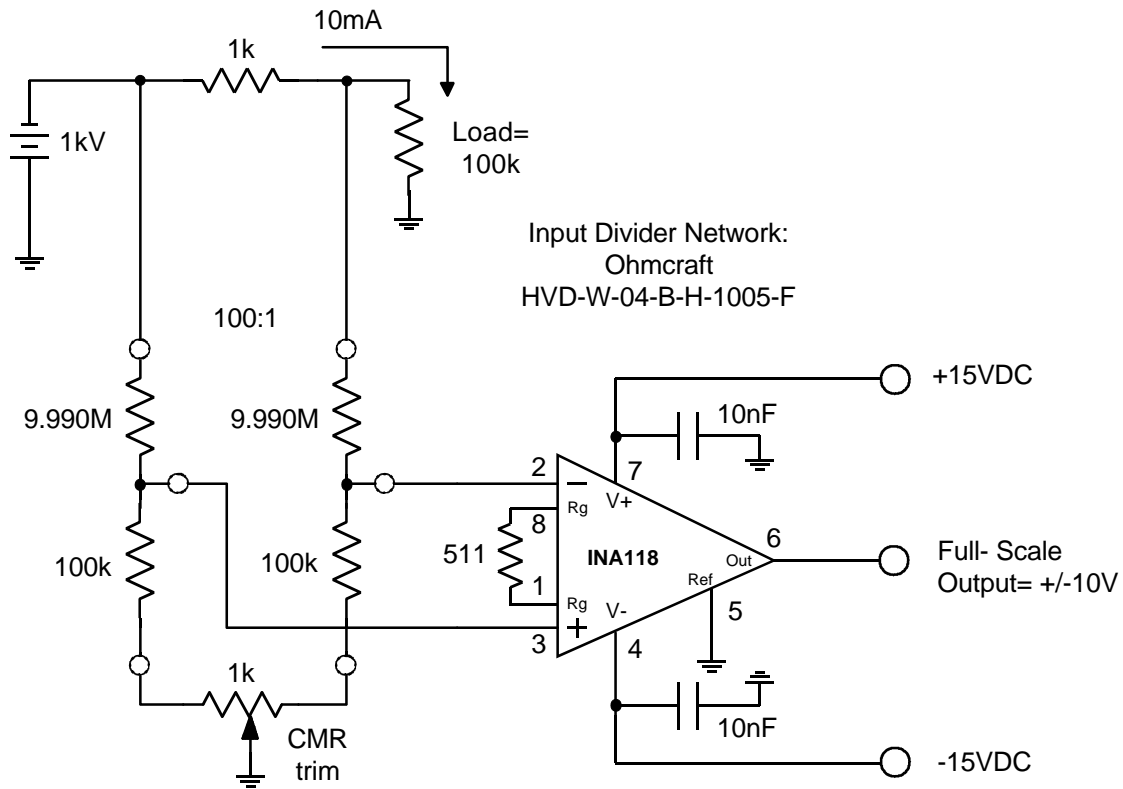 10mA
1k
1kV
Load=
100k
Input Divider Network:
Ohmcraft
HVD-W-04-B-H-1005-F
100:1
+15VDC
9.990M
9.990M
10nF
2
7
V+
Rg
8
511
INA118
6
Out
Full- Scale
Output= +/-10V
100k
100k
1
Rg
Ref
5
V-
3
4
1k
10nF
CMR
trim
-15VDC